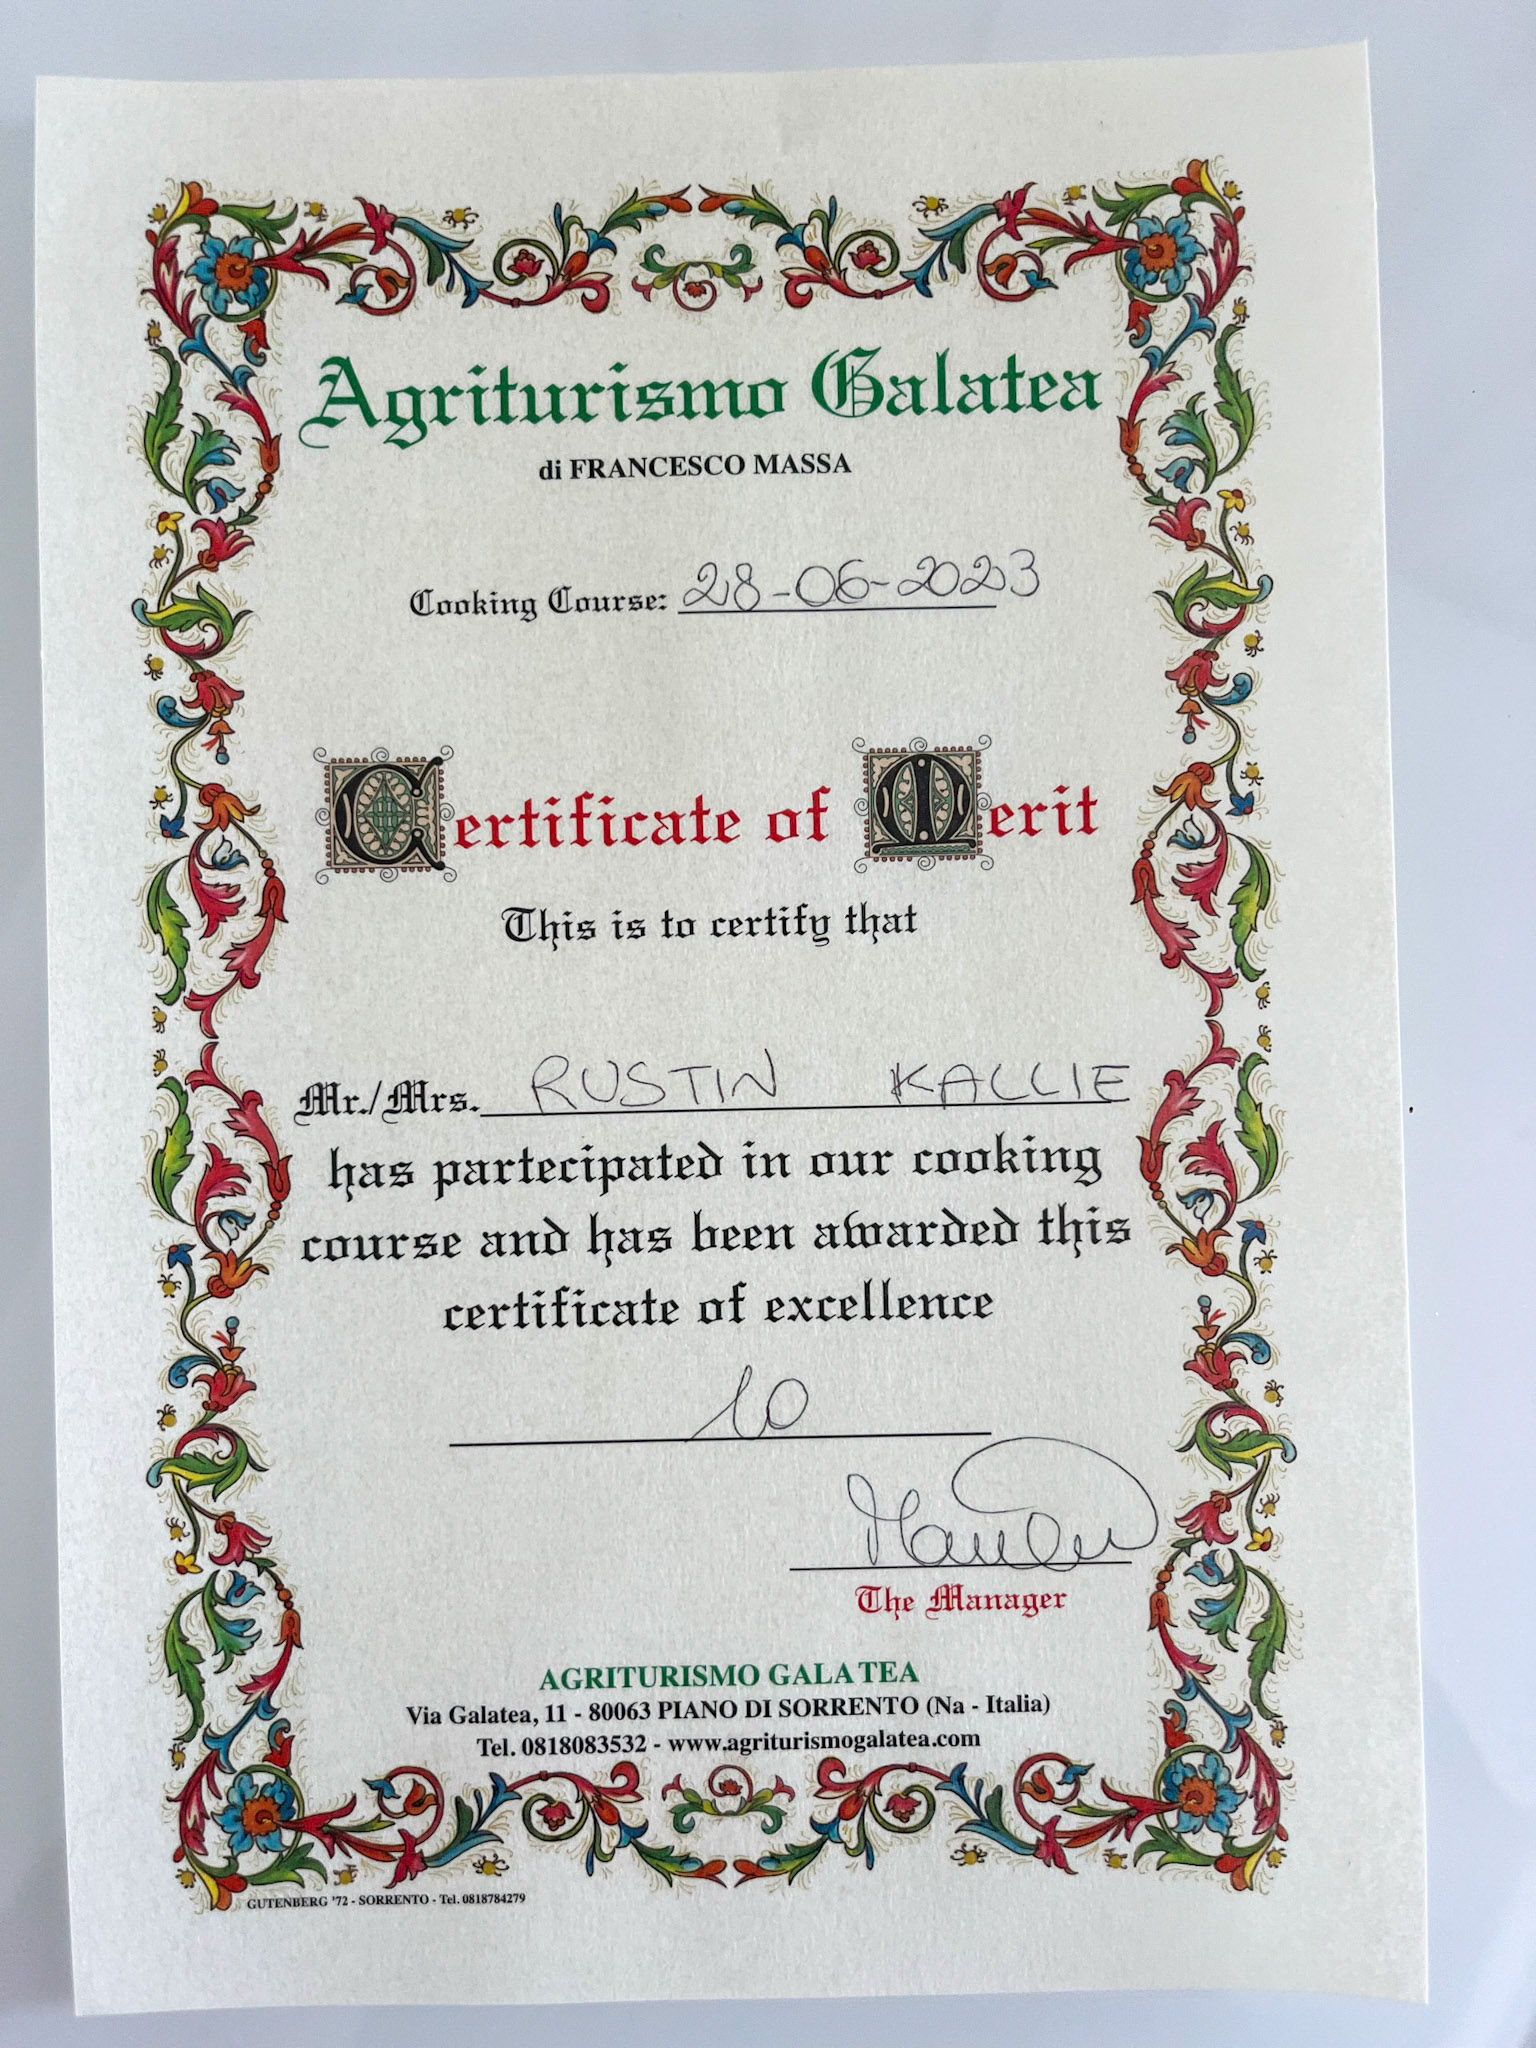 Agriturismo Galatea
di FRANCESCO MASSA
Cooking Course: 28-06-2023
Certificate of Merit
This is to certify that
Mr./Mrs. RUSTIN KALLIE
has partecipated in our cooking
course and has been awarded this
certificate of excellence
10
The Manager
AGRITURISMO GALATEA
Via Galatea, 11 - 80063 PIANO DI SORRENTO (Na - Italia)
Tel. 0818083532 - www.agriturismogalatea.com
GUTENBERG '72 - SORRENTO - Tel. 0818784279